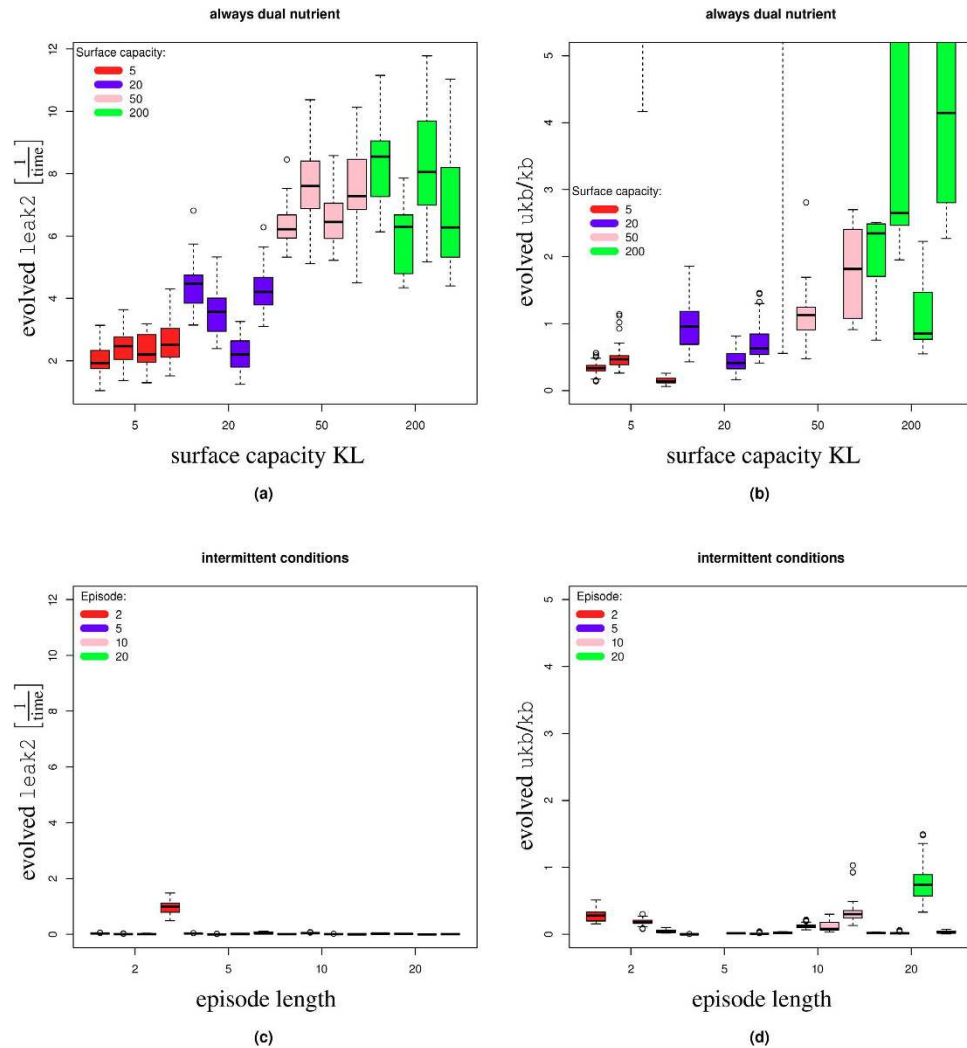 always dual nutrient
Surface capacity:
5
20
50
200
evolved leak2 [1/time]
0 2 4 6 8 10 12
5 20 50 200
surface capacity KL
(a)
always dual nutrient
Surface capacity:
5
20
50
200
evolved ukb/kb
0 1 2 3 4 5
5 20 50 200
surface capacity KL
(b)
intermittent conditions
Episode:
2
5
10
20
evolved leak2 [1/time]
0 2 4 6 8 10 12
2 5 10 20
episode length
(c)
intermittent conditions
Episode:
2
5
10
20
evolved ukb/kb
0 1 2 3 4 5
2 5 10 20
episode length
(d)